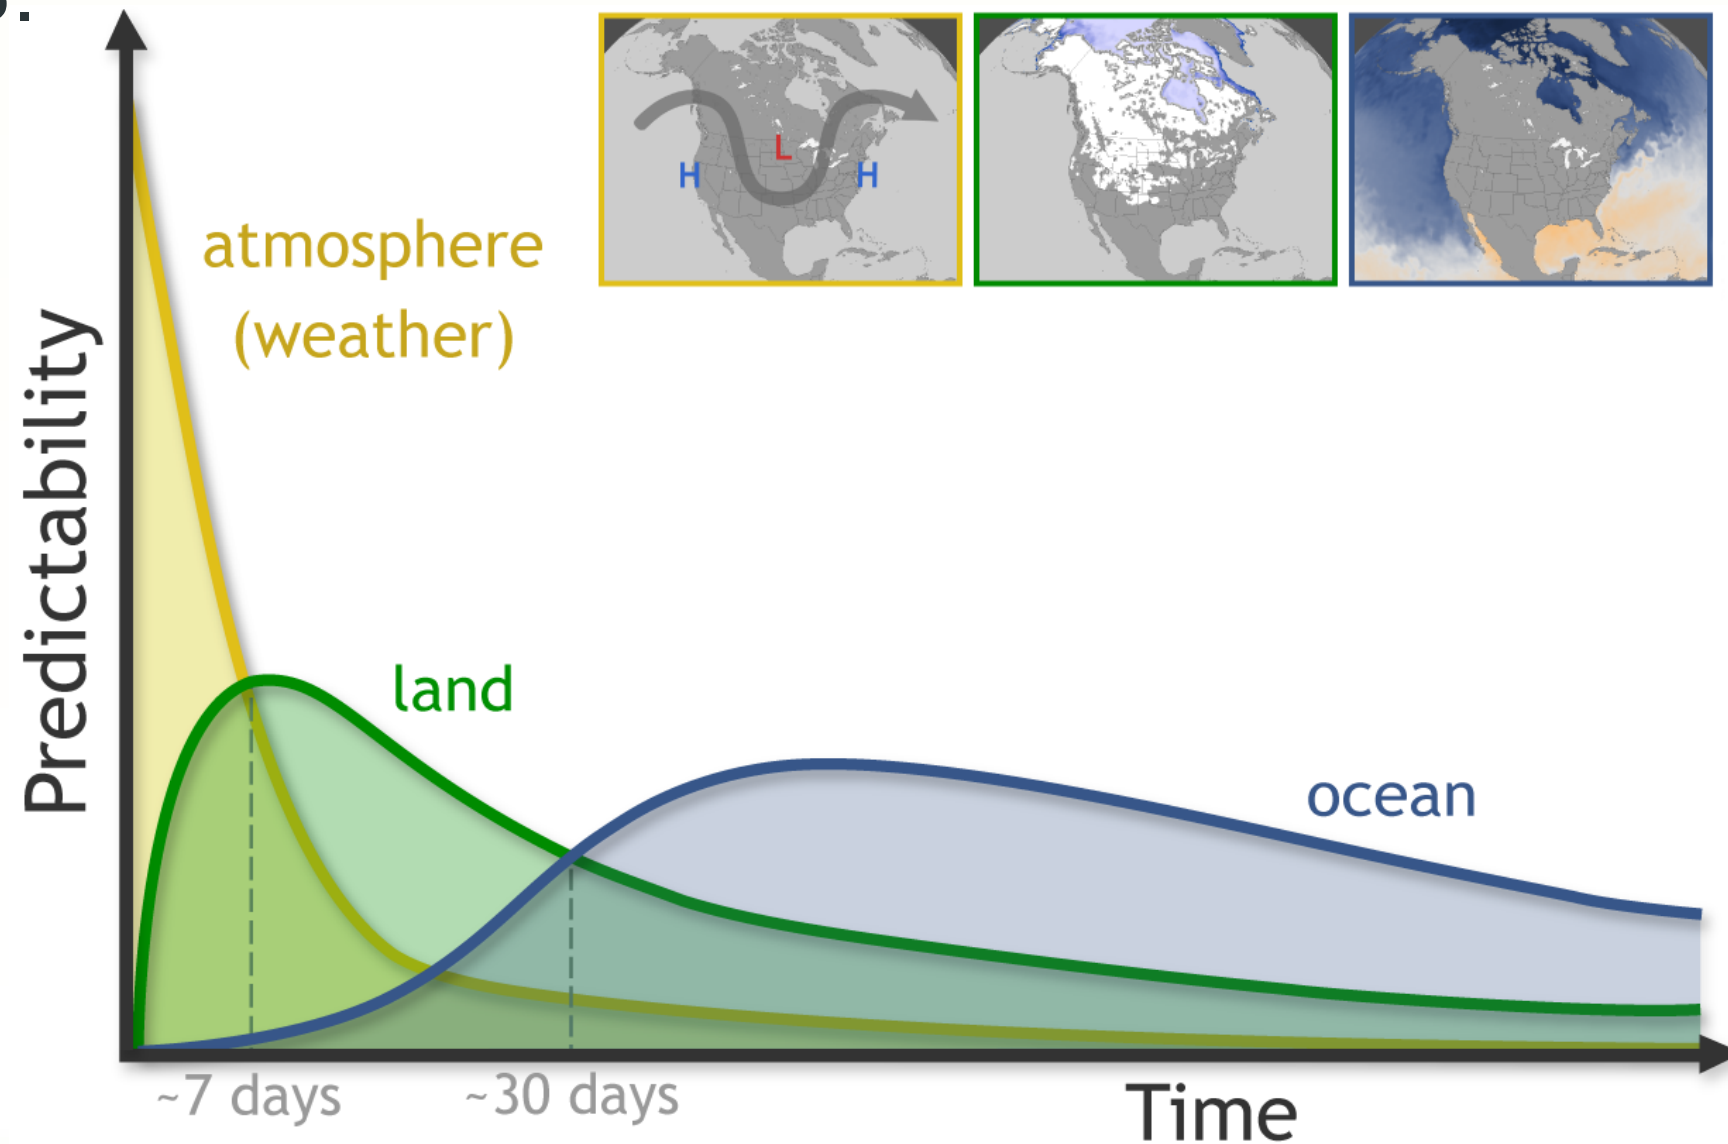 H
L
H
atmosphere
(weather)
Predictability
land
ocean
~7 days
~30 days
Time